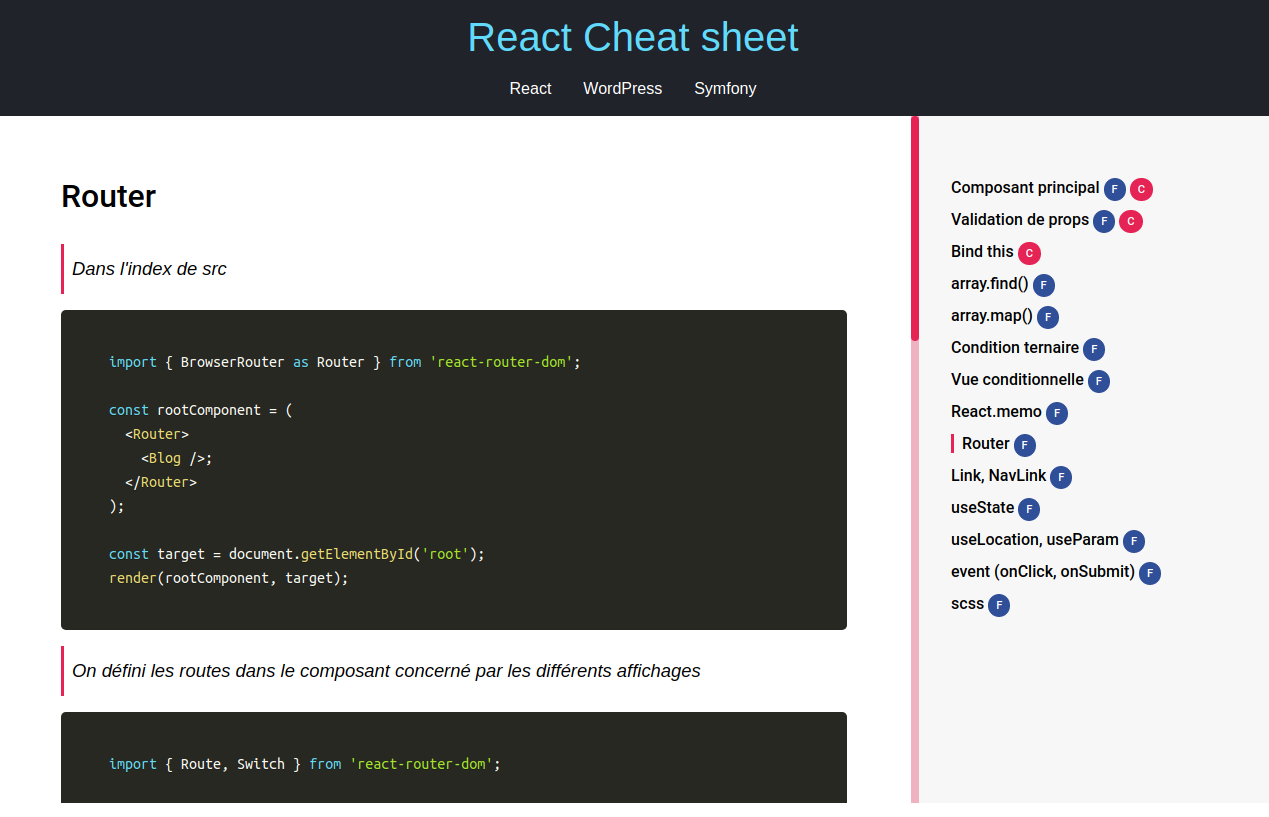 React Cheat sheet
React WordPress Symfony
Router
Dans l'index de src
import { BrowserRouter as Router } from 'react-router-dom';
const rootComponent = (
<Router>
<Blog />;
</Router>
);
const target = document.getElementById('root');
render(rootComponent, target);
On défini les routes dans le composant concerné par les différents affichages
import { Route, Switch } from 'react-router-dom';
Composant principal F C
Validation de props F C
Bind this C
array.find() F
array.map() F
Condition ternaire F
Vue conditionnelle F
React.memo F
Router F
Link, NavLink F
useState F
useLocation, useParam F
event (onClick, onSubmit) F
scss F